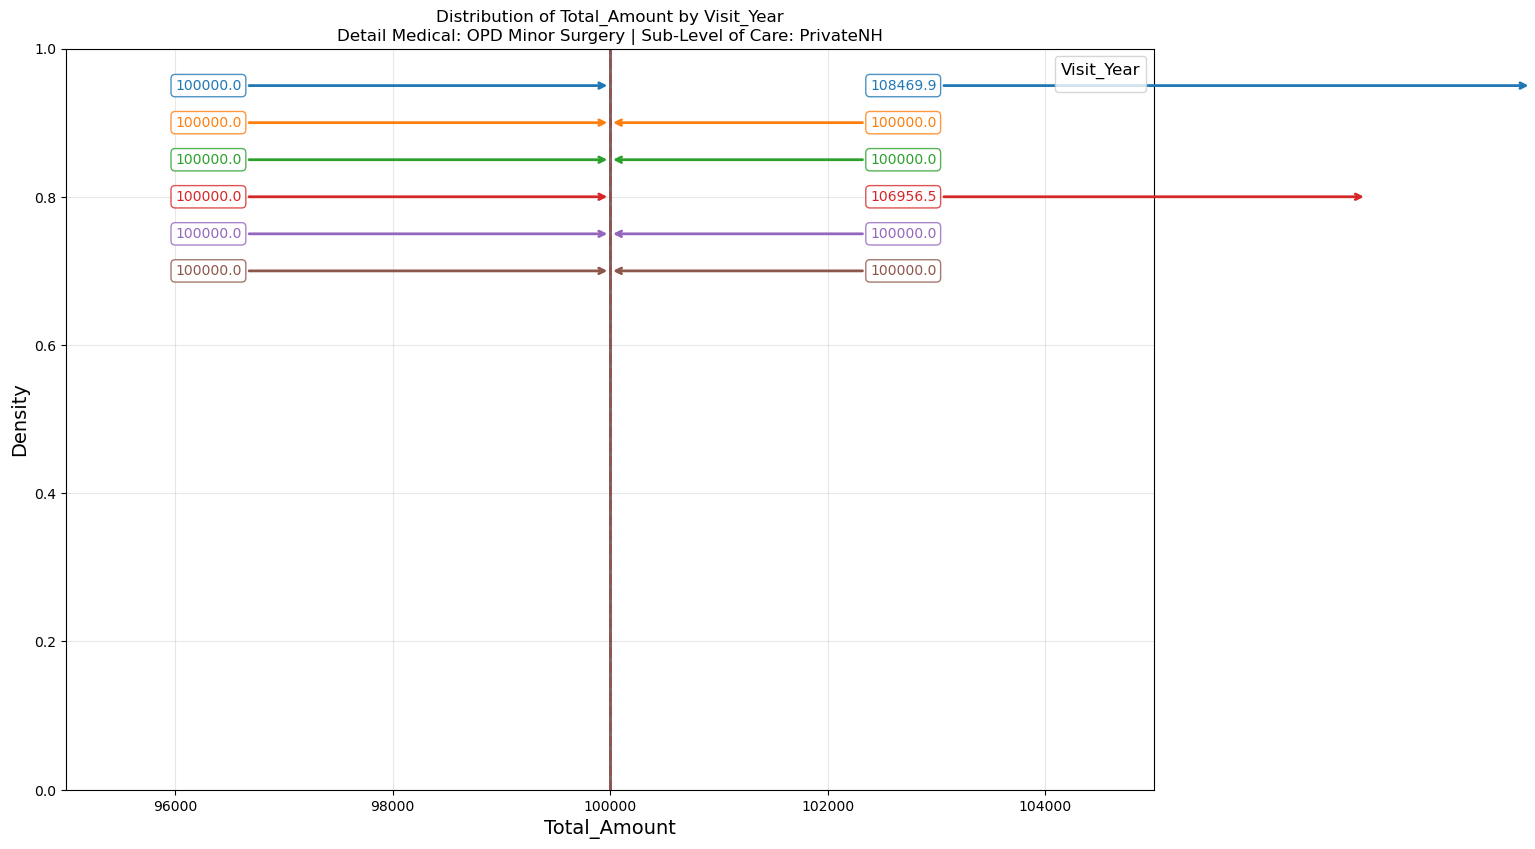 Distribution of Total_Amount by Visit_Year
Detail Medical: OPD Minor Surgery | Sub-Level of Care: PrivateNH
1.0
Visit_Year
100000.0 108469.9
100000.0 100000.0
100000.0 100000.0
0.8
100000.0 106956.5
100000.0 100000.0
100000.0 100000.0
0.6
Density
0.4
0.2
0.0
96000 98000 100000 102000 104000
Total_Amount